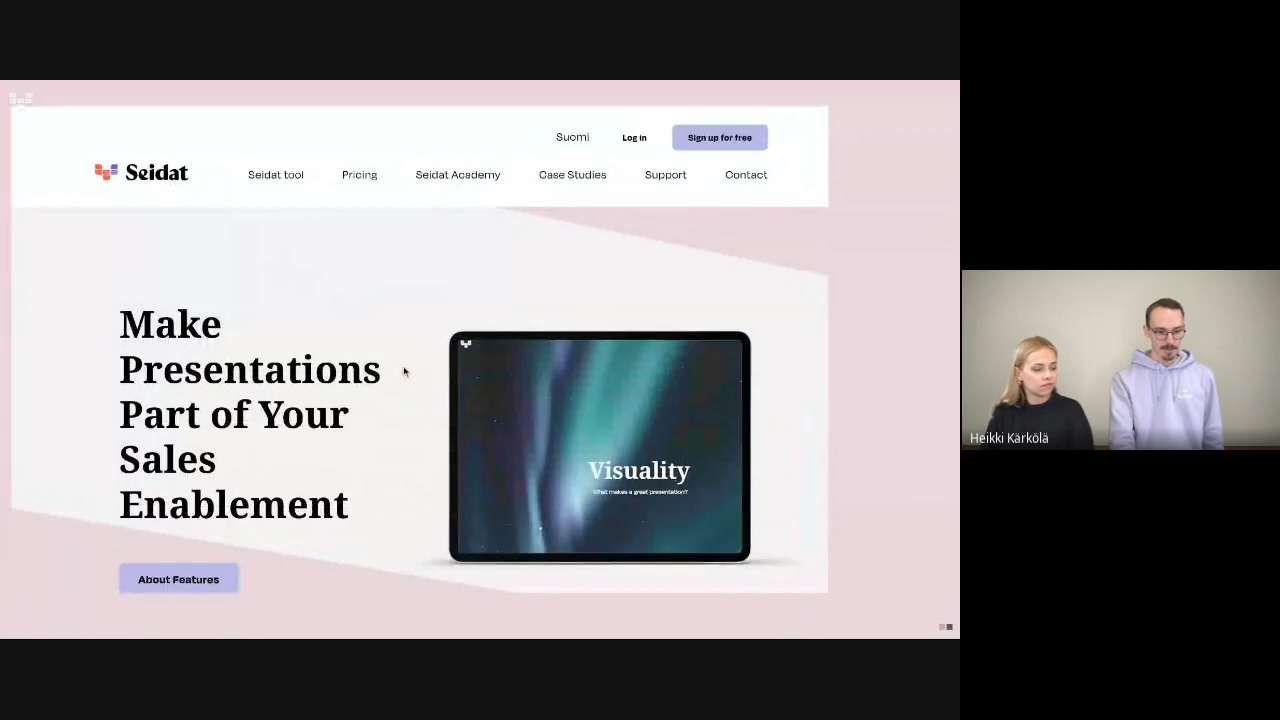 Suomi
Log in
Sign up for free
Seidat
Seidat tool
Pricing
Seidat Academy
Case Studies
Support
Contact
Make
Presentations
Part of Your
Sales
Enablement
Visuality
What makes a great presentation?
About Features
Heikki Kärkölä